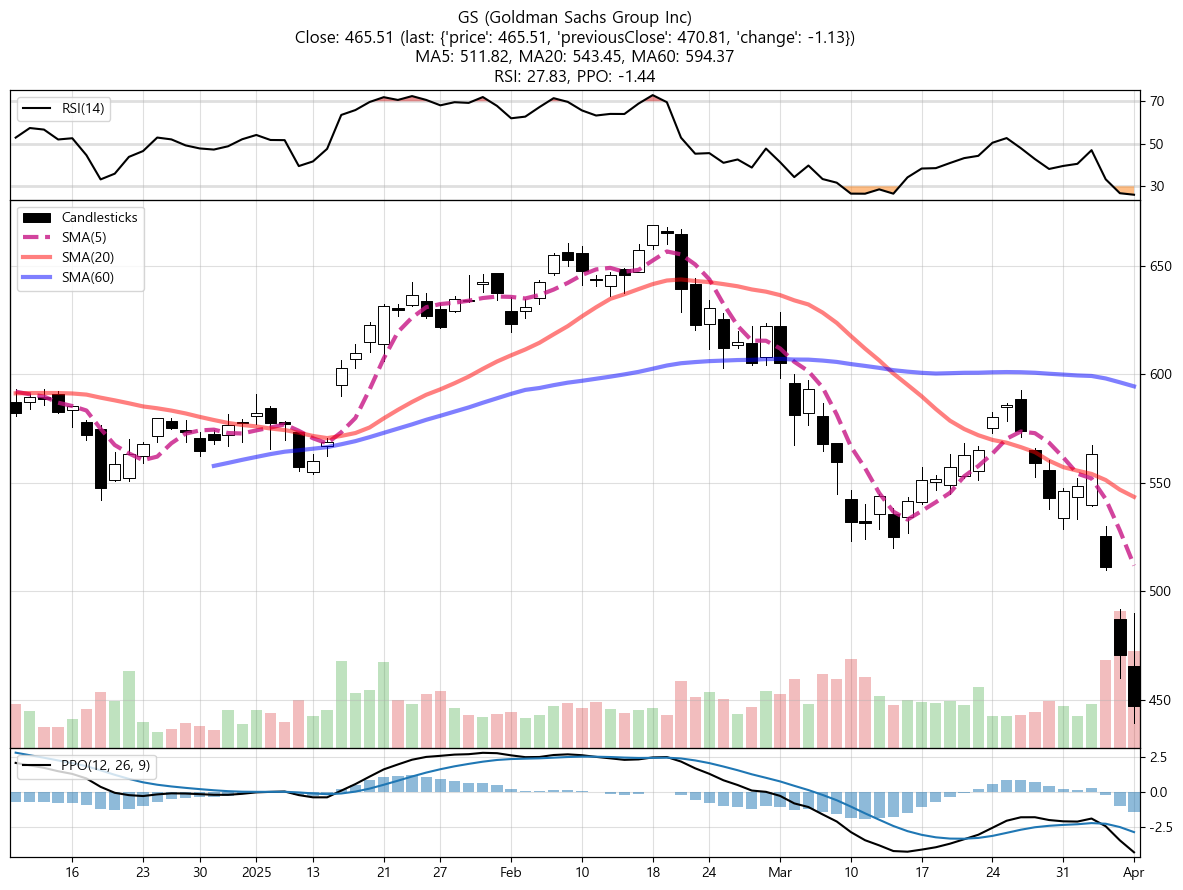 GS (Goldman Sachs Group Inc)
Close: 465.51 (last: {'price': 465.51, 'previousClose': 470.81, 'change': -1.13})
MA5: 511.82, MA20: 543.45, MA60: 594.37
RSI: 27.83, PPO: -1.44
RSI(14)
70
50
30
Candlesticks
SMA(5)
SMA(20)
SMA(60)
650
600
550
500
450
PPO(12, 26, 9)
2.5
0.0
-2.5
16 23 30 2025 13 21 27 Feb 10 18 24 Mar 10 17 24 31 Apr